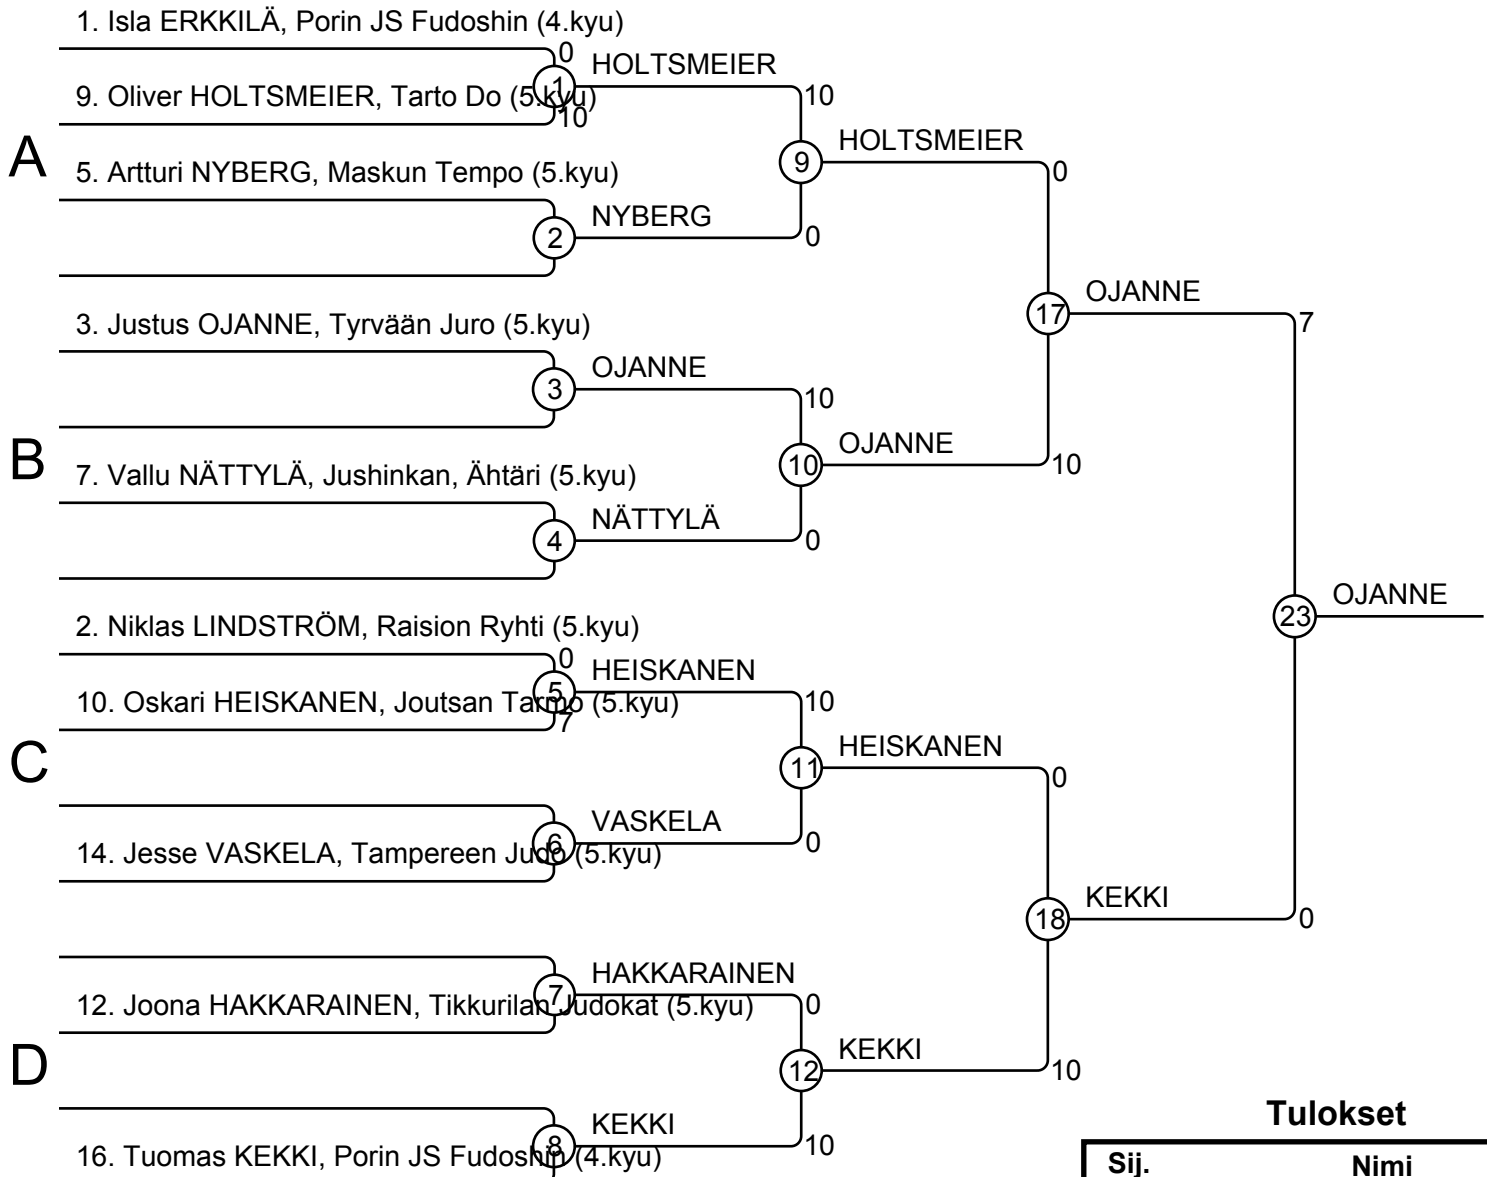 1. Isla ERKKILÄ, Porin JS Fudoshin (4.kyu)
0
1
HOLTSMEIER
9. Oliver HOLTSMEIER, Tarto Do (5.kyu)
10
10
A
9
HOLTSMEIER
0
5. Artturi NYBERG, Maskun Tempo (5.kyu)
2
NYBERG
0
17
OJANNE
7
3. Justus OJANNE, Tyrvään Juro (5.kyu)
3
OJANNE
10
B
10
OJANNE
10
7. Vallu NÄTTYLÄ, Jushinkan, Ähtäri (5.kyu)
4
NÄTTYLÄ
0
23
OJANNE
2. Niklas LINDSTRÖM, Raision Ryhti (5.kyu)
0
5
HEISKANEN
10. Oskari HEISKANEN, Joutsan Tarmo (5.kyu)
7
10
C
11
HEISKANEN
0
6
VASKELA
0
14. Jesse VASKELA, Tampereen Judo (5.kyu)
18
KEKKI
0
7
HAKKARAINEN
0
12. Joona HAKKARAINEN, Tikkurilan Judokat (5.kyu)
D
12
KEKKI
10
8
KEKKI
10
16. Tuomas KEKKI, Porin JS Fudoshin (4.kyu)
Tulokset
Sij. Nimi